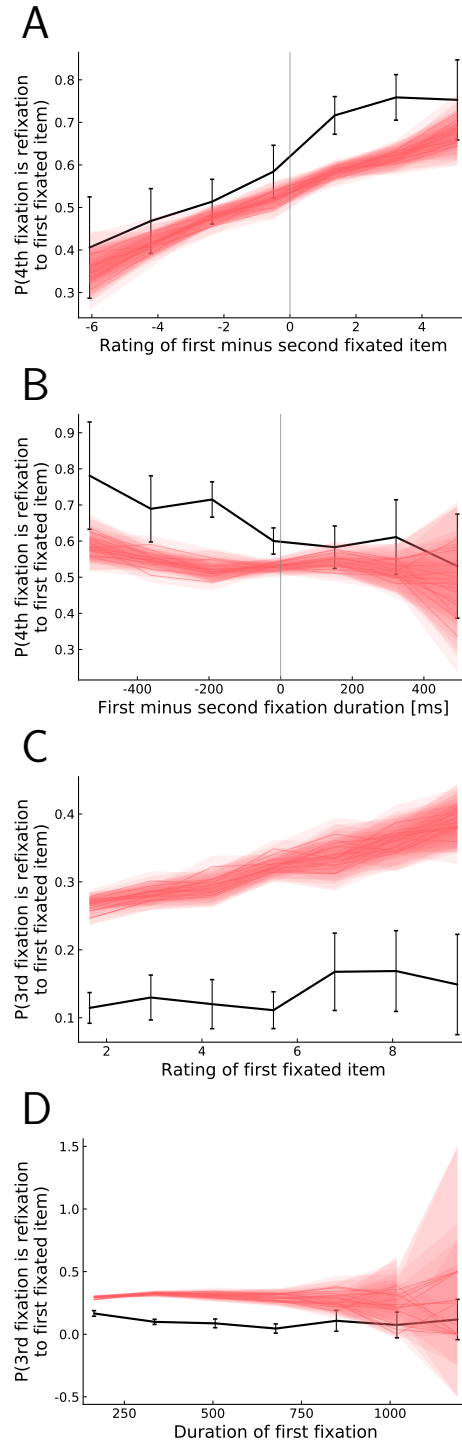 A
P(4th fixation is refixation
to first fixated item)
0.8
0.7
0.6
0.5
0.4
0.3
-6 -4 -2 0 2 4
Rating of first minus second fixated item
B
P(4th fixation is refixation
to first fixated item)
0.9
0.8
0.7
0.6
0.5
0.4
0.3
-400 -200 0 200 400
First minus second fixation duration [ms]
C
P(3rd fixation is refixation
to first fixated item)
0.4
0.3
0.2
0.1
2 4 6 8
Rating of first fixated item
D
P(3rd fixation is refixation
to first fixated item)
1.5
1.0
0.5
0.0
-0.5
250 500 750 1000
Duration of first fixation